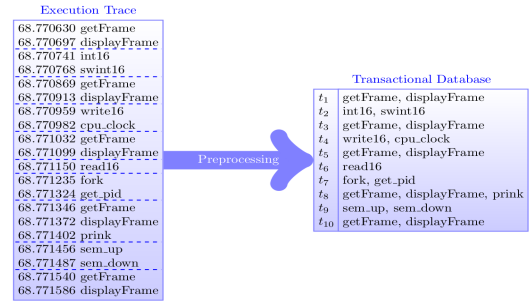 Execution Trace
68.770630 getFrame
68.770697 displayFrame
68.770741 int16
68.770768 swint16
68.770869 getFrame
68.770913 displayFrame
68.770959 write16
68.770982 cpu_clock
68.771032 getFrame
68.771099 displayFrame
68.771150 read16
68.771235 fork
68.771324 get_pid
68.771346 getFrame
68.771372 displayFrame
68.771402 prink
68.771456 sem_up
68.771487 sem_down
68.771540 getFrame
68.771586 displayFrame
Preprocessing
Transactional Database
t1 getFrame, displayFrame
t2 int16, swint16
t3 getFrame, displayFrame
t4 write16, cpu_clock
t5 getFrame, displayFrame
t6 read16
t7 fork, get_pid
t8 getFrame, displayFrame, prink
t9 sem_up, sem_down
t10 getFrame, displayFrame